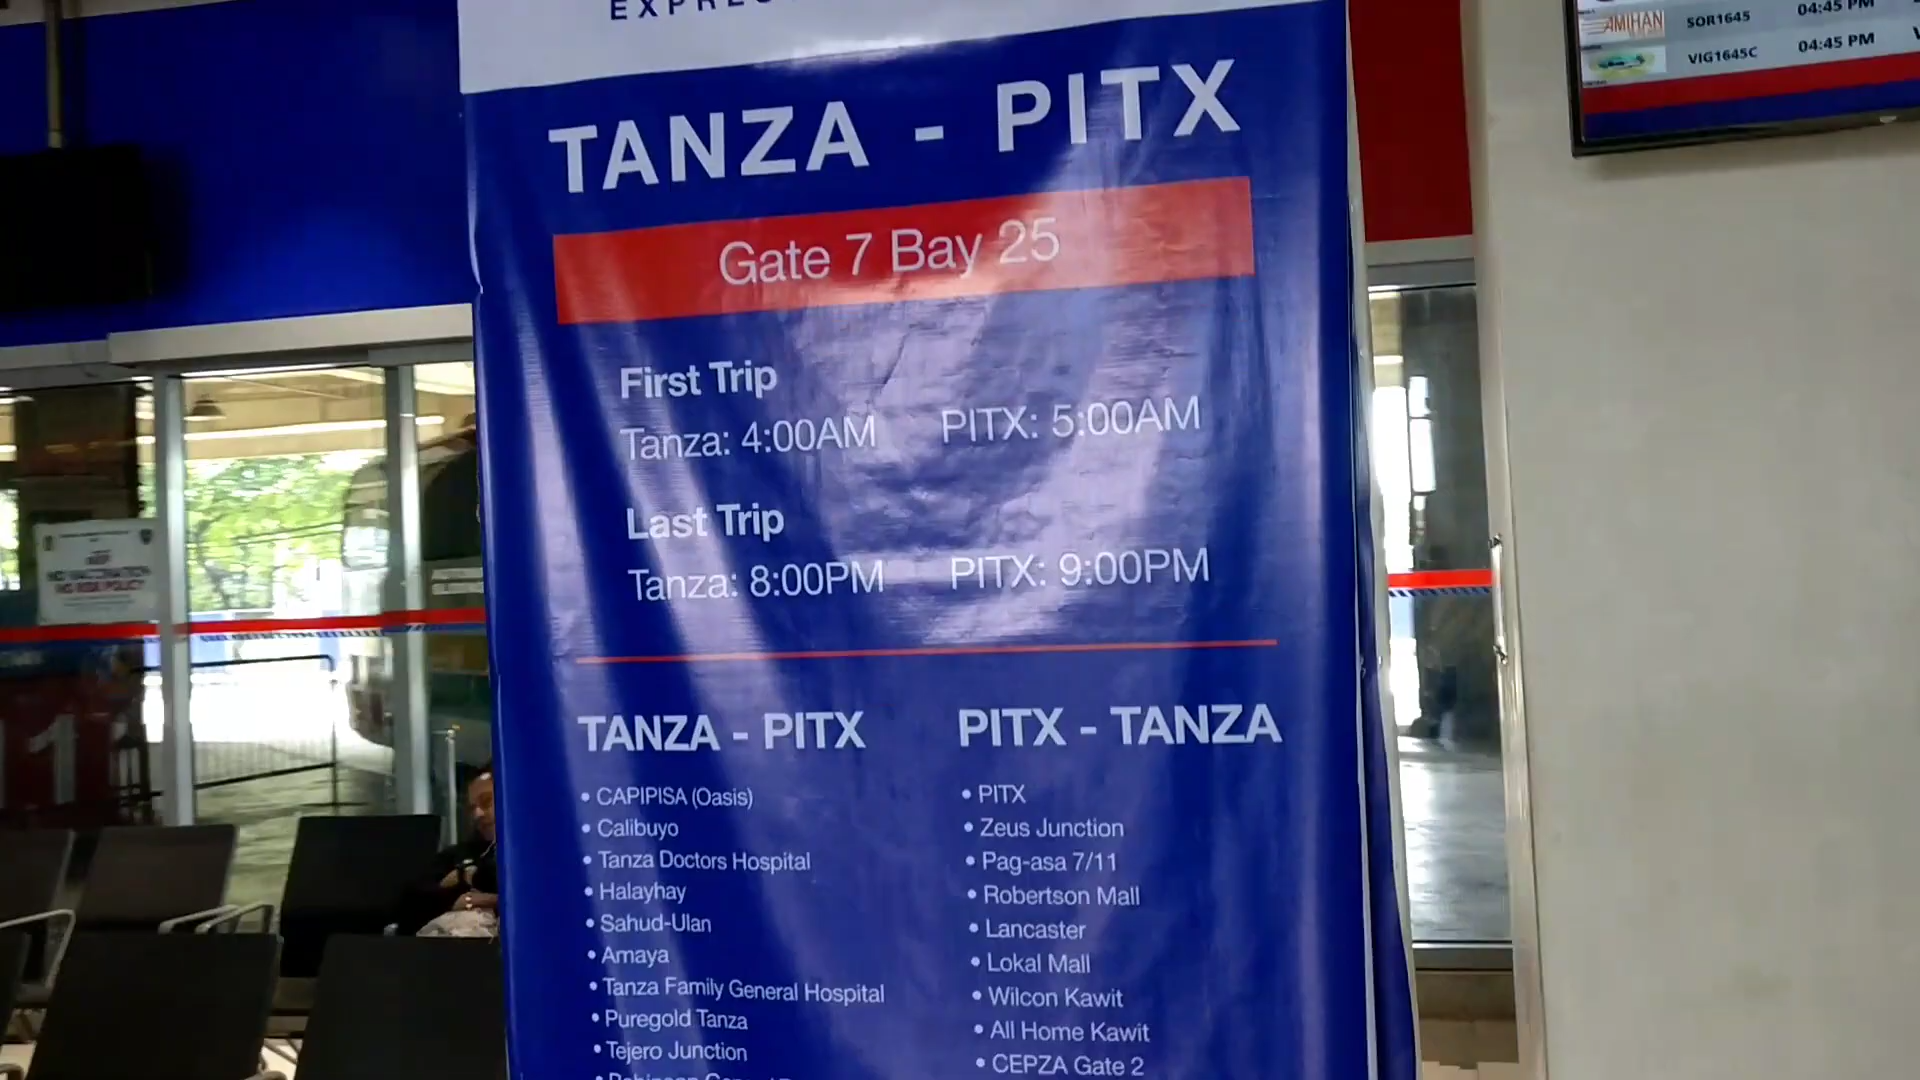 TANZA - PITX
Gate 7 Bay 25
First Trip
Tanza: 4:00AM PITX: 5:00AM
Last Trip
Tanza: 8:00PM PITX: 9:00PM
TANZA - PITX
• CAPIPISA (Oasis)
• Calibuyo
• Tanza Doctors Hospital
• Halayhay
• Sahud-Ulan
• Amaya
• Tanza Family General Hospital
• Puregold Tanza
• Tejero Junction
PITX - TANZA
• PITX
• Zeus Junction
• Pag-asa 7/11
• Robertson Mall
• Lancaster
• Lokal Mall
• Wilcon Kawit
• All Home Kawit
• CEPZA Gate 2
AMIHAN SOR1645 04:45 PM
VIG1645C 04:45 PM
11